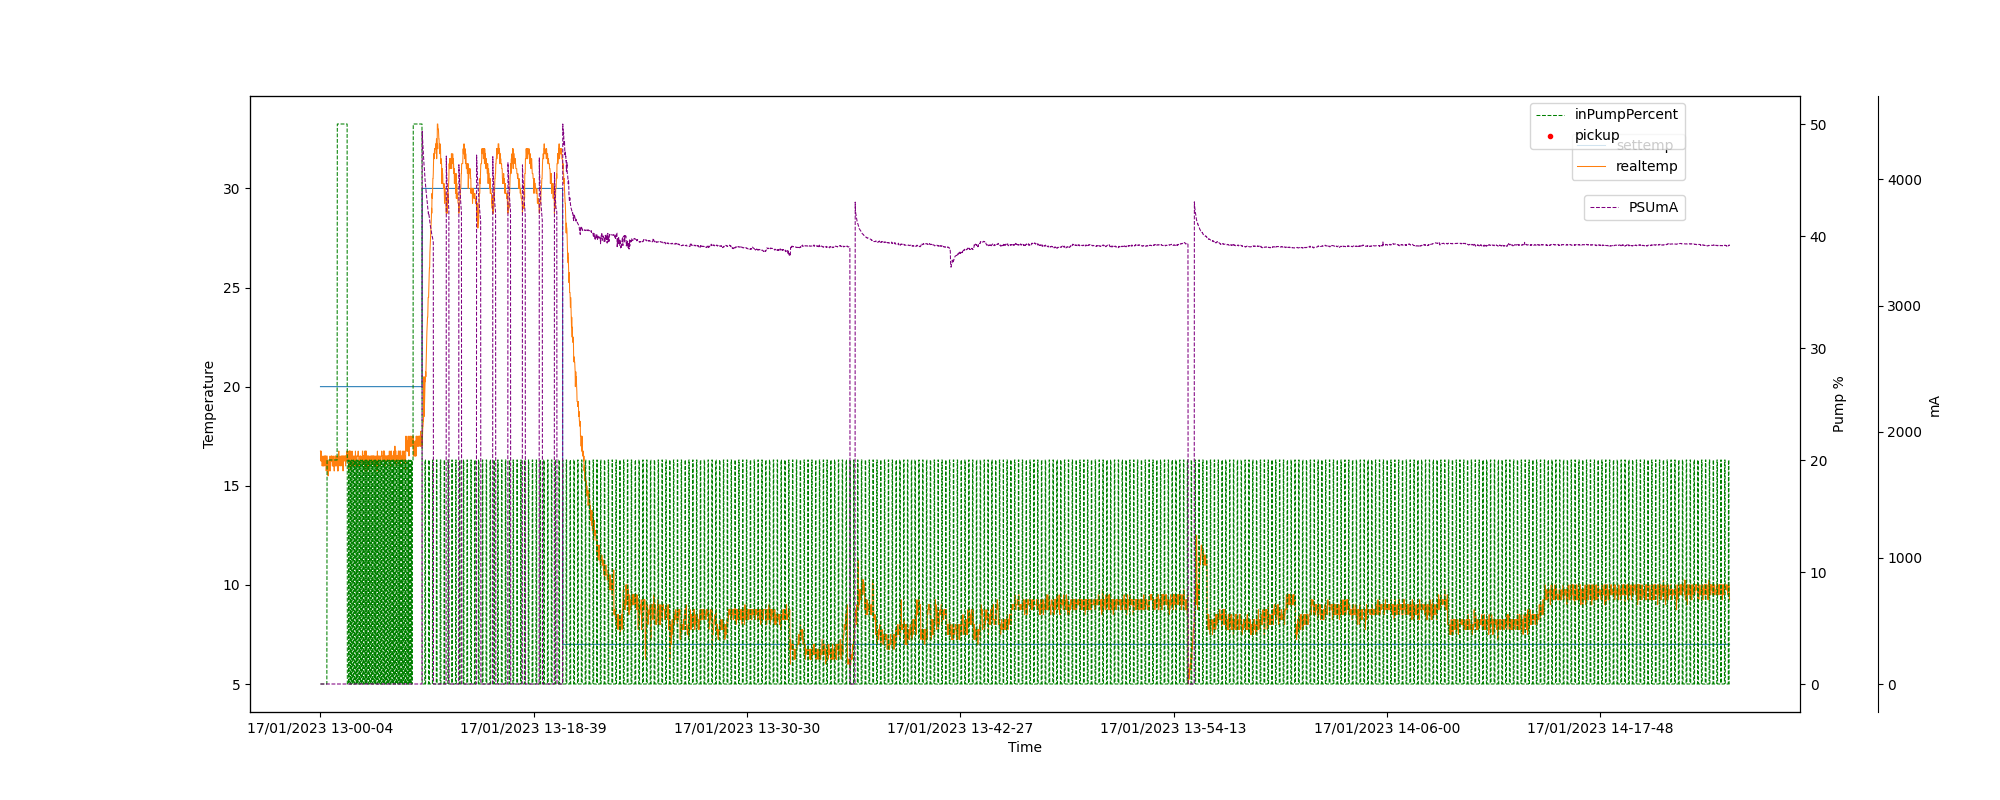 inPumpPercent
pickup
settemp
realtemp
PSUmA
30
25
20
15
10
5
Temperature
50
40
30
20
10
0
Pump %
4000
3000
2000
1000
0
mA
17/01/2023 13-00-04
17/01/2023 13-18-39
17/01/2023 13-30-30
17/01/2023 13-42-27
17/01/2023 13-54-13
17/01/2023 14-06-00
17/01/2023 14-17-48
Time